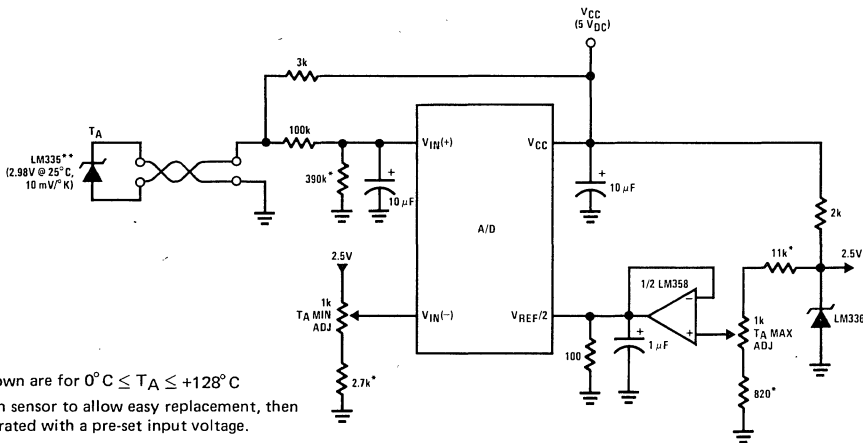 VCC
(5 VDC)
3k
TA
LM335**
(2.98V @ 25°C,
10 mV/°K)
100k
390k*
10 μF
VIN(+)
VCC
10 μF
2k
A/D
2.5V
1k
TA MIN
ADJ
2.7k*
VIN(−)
VREF/2
100
1 μF
1/2 LM358
−
+
11k*
2.5V
1k
TA MAX
ADJ
820*
LM336
own are for 0°C ≤ TA ≤ +128°C
n sensor to allow easy replacement, then
rated with a pre-set input voltage.